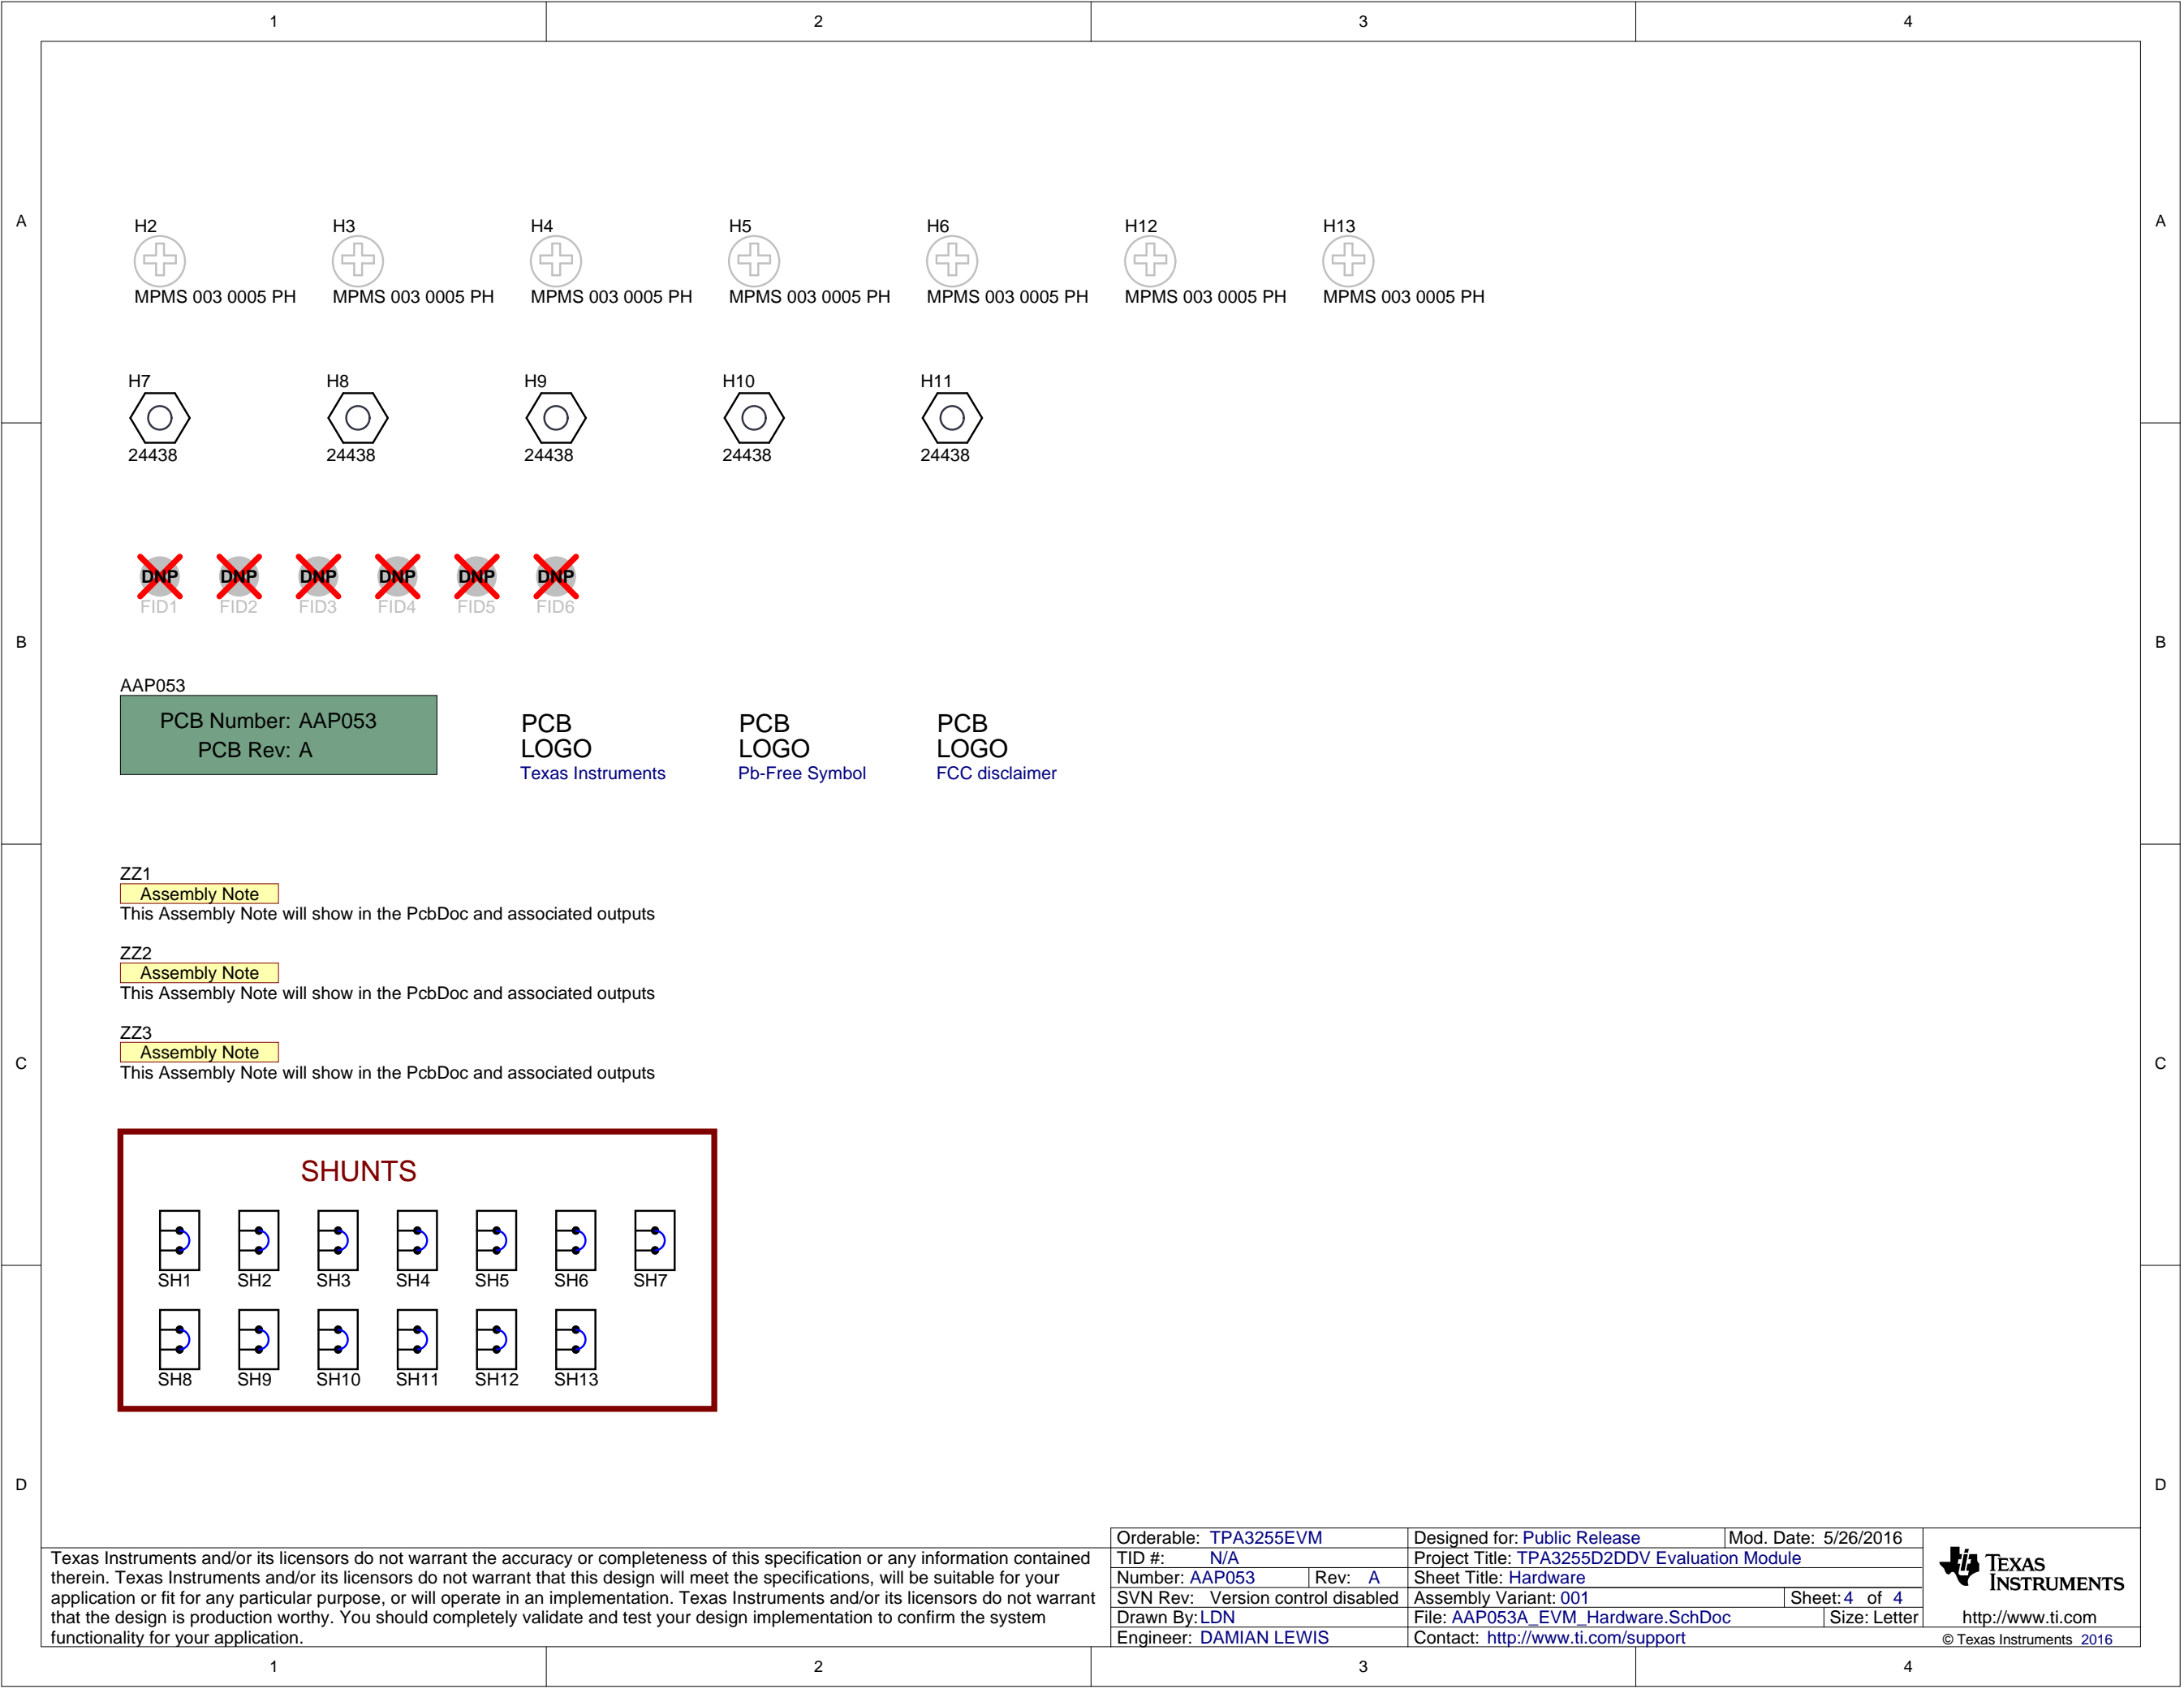 1 2 3 4
A A
H2 H3 H4 H5 H6 H12 H13
MPMS 003 0005 PH MPMS 003 0005 PH MPMS 003 0005 PH MPMS 003 0005 PH MPMS 003 0005 PH MPMS 003 0005 PH MPMS 003 0005 PH
H7 H8 H9 H10 H11
24438 24438 24438 24438 24438
DNP DNP DNP DNP DNP DNP
FID1 FID2 FID3 FID4 FID5 FID6
B B
AAP053
PCB Number: AAP053
PCB Rev: A
PCB
LOGO
Texas Instruments
PCB
LOGO
Pb-Free Symbol
PCB
LOGO
FCC disclaimer
ZZ1
Assembly Note
This Assembly Note will show in the PcbDoc and associated outputs
ZZ2
Assembly Note
This Assembly Note will show in the PcbDoc and associated outputs
ZZ3
Assembly Note
This Assembly Note will show in the PcbDoc and associated outputs
C C
SHUNTS
SH1 SH2 SH3 SH4 SH5 SH6 SH7
SH8 SH9 SH10 SH11 SH12 SH13
D D
Texas Instruments and/or its licensors do not warrant the accuracy or completeness of this specification or any information contained
therein. Texas Instruments and/or its licensors do not warrant that this design will meet the specifications, will be suitable for your
application or fit for any particular purpose, or will operate in an implementation. Texas Instruments and/or its licensors do not warrant
that the design is production worthy. You should completely validate and test your design implementation to confirm the system
functionality for your application.
Orderable: TPA3255EVM Designed for: Public Release Mod. Date: 5/26/2016
TID #: N/A Project Title: TPA3255D2DDV Evaluation Module
Number: AAP053 Rev: A Sheet Title: Hardware
SVN Rev: Version control disabled Assembly Variant: 001 Sheet: 4 of 4
Drawn By: LDN File: AAP053A_EVM_Hardware.SchDoc Size: Letter
Engineer: DAMIAN LEWIS Contact: http://www.ti.com/support
TEXAS
INSTRUMENTS
http://www.ti.com
© Texas Instruments 2016
1 2 3 4